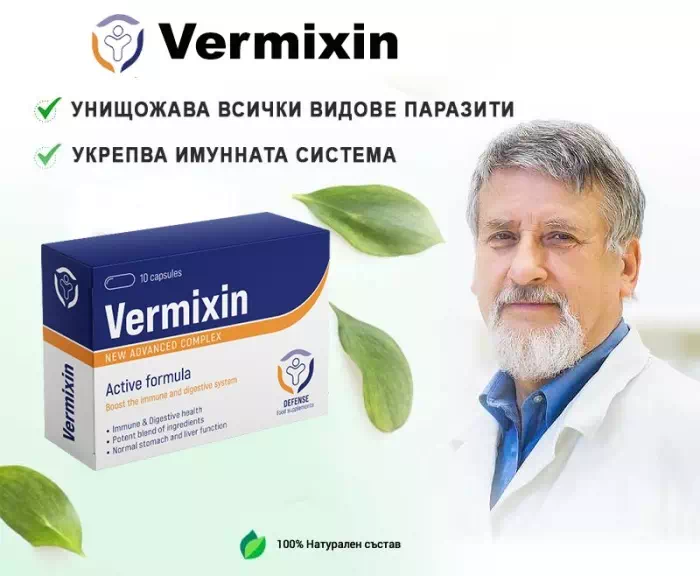 Vermixin
УНИЩОЖАВА ВСИЧКИ ВИДОВЕ ПАРАЗИТИ
УКРЕПВА ИМУННАТА СИСТЕМА
10 capsules
Vermixin
NEW ADVANCED COMPLEX
Active formula
Boost the immune and digestive system
• Immune & Digestive health
• Potent blend of ingredients
• Normal stomach and liver function
DEFENSE
Food supplements
Vermixin
100% Натурален състав